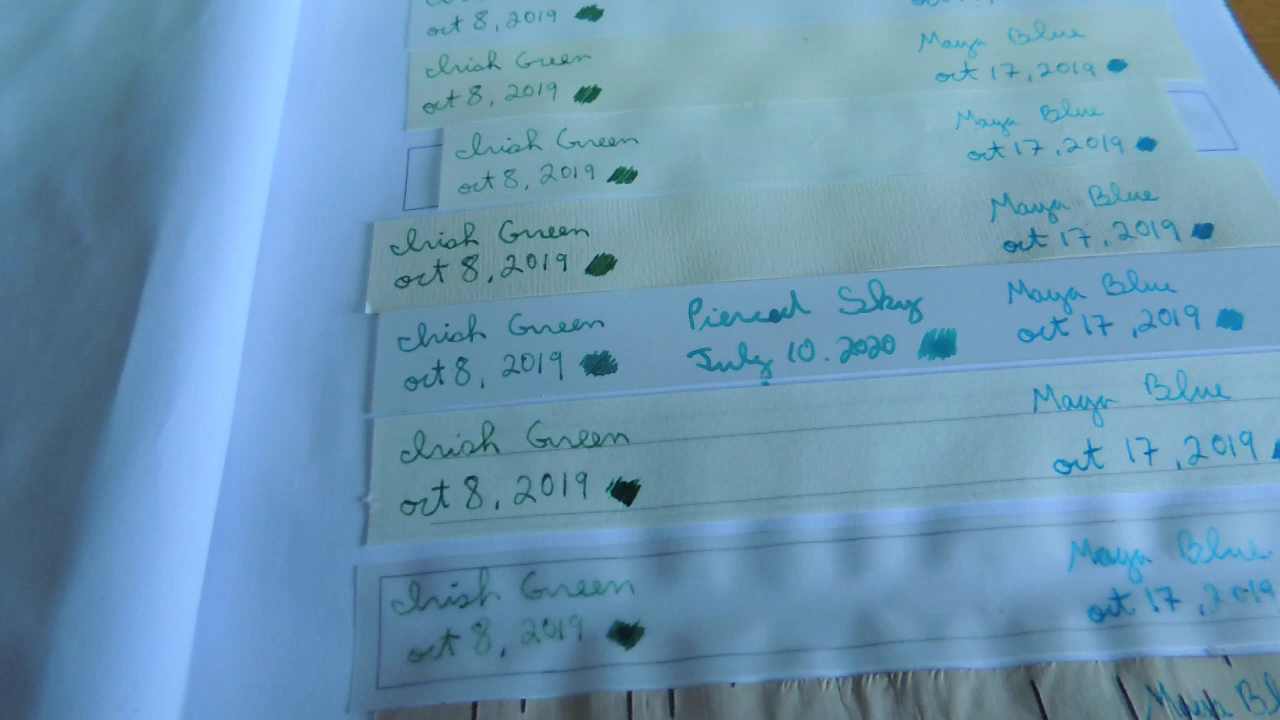 oct 8, 2019
Irish Green
oct 8, 2019
Maya Blue
oct 17, 2019
Irish Green
oct 8, 2019
Maya Blue
oct 17, 2019
Irish Green
oct 8, 2019
Maya Blue
oct 17, 2019
Irish Green
oct 8, 2019
Pierced Sky
July 10. 2020
Maya Blue
oct 17, 2019
Irish Green
oct 8, 2019
Maya Blue
oct 17, 2019
Irish Green
oct 8, 2019
Maya Blue
oct 17, 2019
Maya Bl